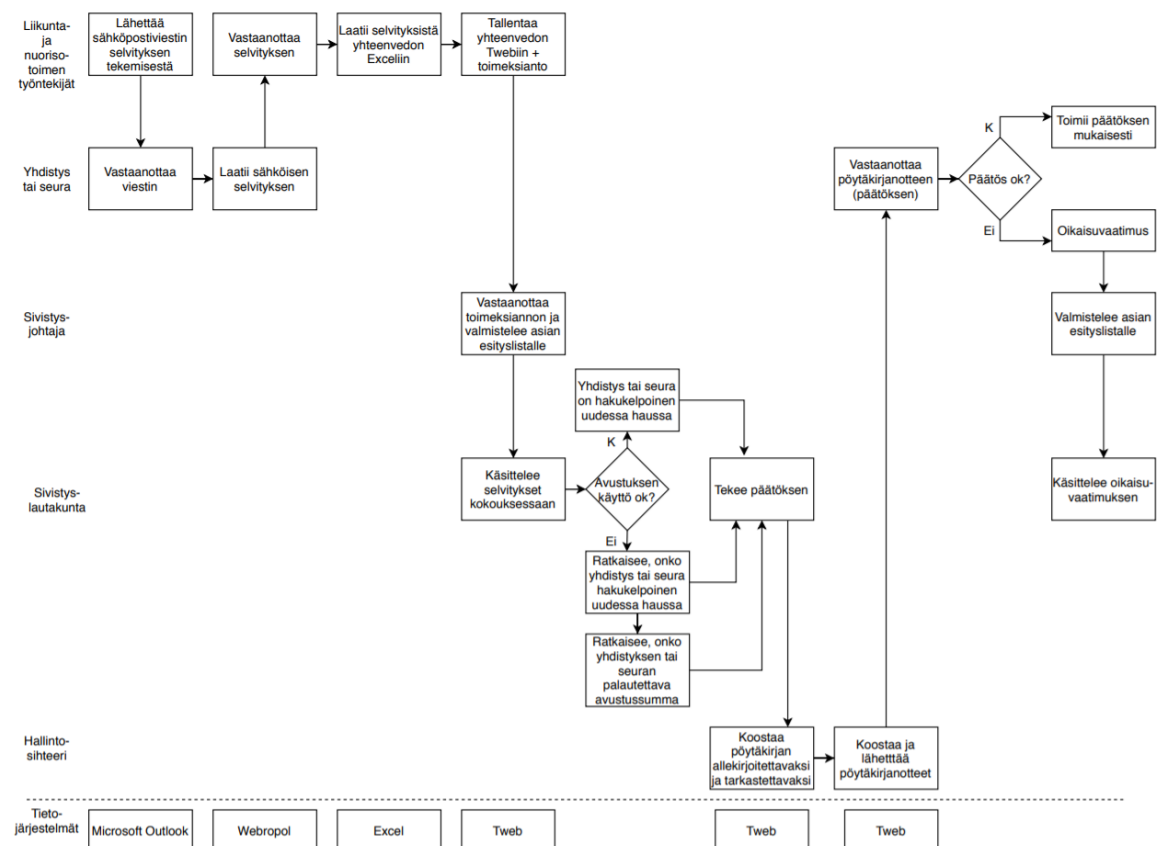 Liikunta-
ja
nuoriso-
toimen
työntekijät
Lähettää
sähköpostiviestin
selvityksen
tekemisestä
Vastaanottaa
selvityksen
Laatii selvityksistä
yhteenvedon
Exceliin
Tallentaa
yhteenvedon
Twebiin +
toimeksianto
Yhdistys
tai seura
Vastaanottaa
viestin
Laatii sähköisen
selvityksen
Vastaanottaa
pöytäkirjanotteen
(päätöksen)
Päätös ok?
K
Toimii päätöksen
mukaisesti
Ei
Oikaisuvaatimus
Sivistys-
johtaja
Vastaanottaa
toimeksiannon ja
valmistelee asian
esityslistalle
Valmistelee asian
esityslistalle
Sivistys-
lautakunta
Käsittelee
selvitykset
kokouksessaan
Avustuksen
käyttö ok?
K
Yhdistys tai seura
on hakukelpoinen
uudessa haussa
Ei
Ratkaisee, onko
yhdistys tai seura
hakukelpoinen
uudessa haussa
Ratkaisee, onko
yhdistyksen tai
seuran
palautettava
avustussumma
Tekee päätöksen
Käsittelee oikaisu-
vaatimuksen
Hallinto-
sihteeri
Koostaa
pöytäkirjan
allekirjoitettavaksi
ja tarkastettavaksi
Koostaa ja
lähetttää
pöytäkirjanotteet
Tieto-
järjestelmät
Microsoft Outlook
Webropol
Excel
Tweb
Tweb
Tweb